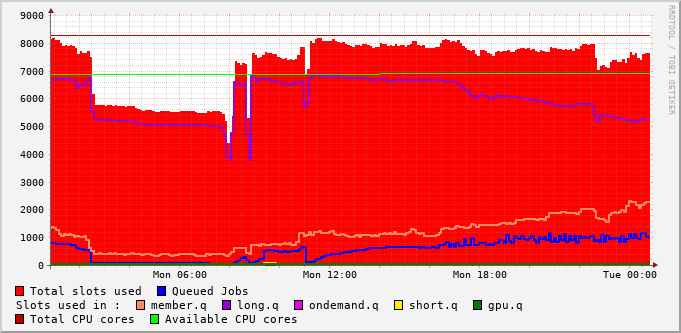 9000
8000
7000
6000
5000
4000
3000
2000
1000
0
Mon 06:00 Mon 12:00 Mon 18:00 Tue 00:00
RRDTOOL / TOBI OETIKER
Total slots used Queued Jobs
Slots used in : member.q long.q ondemand.q short.q gpu.q
Total CPU cores Available CPU cores